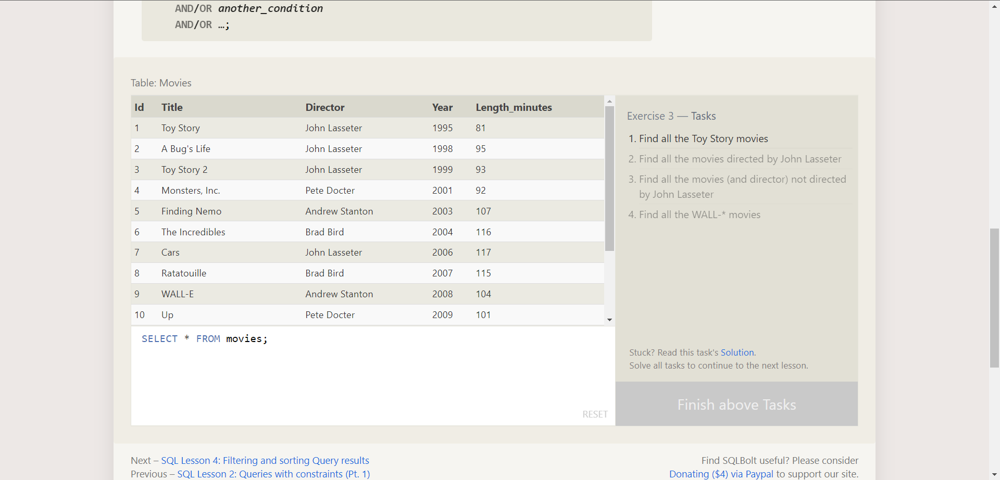 AND/OR another_condition
AND/OR …;
Table: Movies
Id Title Director Year Length_minutes
1 Toy Story John Lasseter 1995 81
2 A Bug's Life John Lasseter 1998 95
3 Toy Story 2 John Lasseter 1999 93
4 Monsters, Inc. Pete Docter 2001 92
5 Finding Nemo Andrew Stanton 2003 107
6 The Incredibles Brad Bird 2004 116
7 Cars John Lasseter 2006 117
8 Ratatouille Brad Bird 2007 115
9 WALL-E Andrew Stanton 2008 104
10 Up Pete Docter 2009 101
SELECT * FROM movies;
RESET
Exercise 3 — Tasks
1. Find all the Toy Story movies
2. Find all the movies directed by John Lasseter
3. Find all the movies (and director) not directed
by John Lasseter
4. Find all the WALL-* movies
Stuck? Read this task's Solution.
Solve all tasks to continue to the next lesson.
Finish above Tasks
Next – SQL Lesson 4: Filtering and sorting Query results
Previous – SQL Lesson 2: Queries with constraints (Pt. 1)
Find SQLBolt useful? Please consider
Donating ($4) via Paypal to support our site.